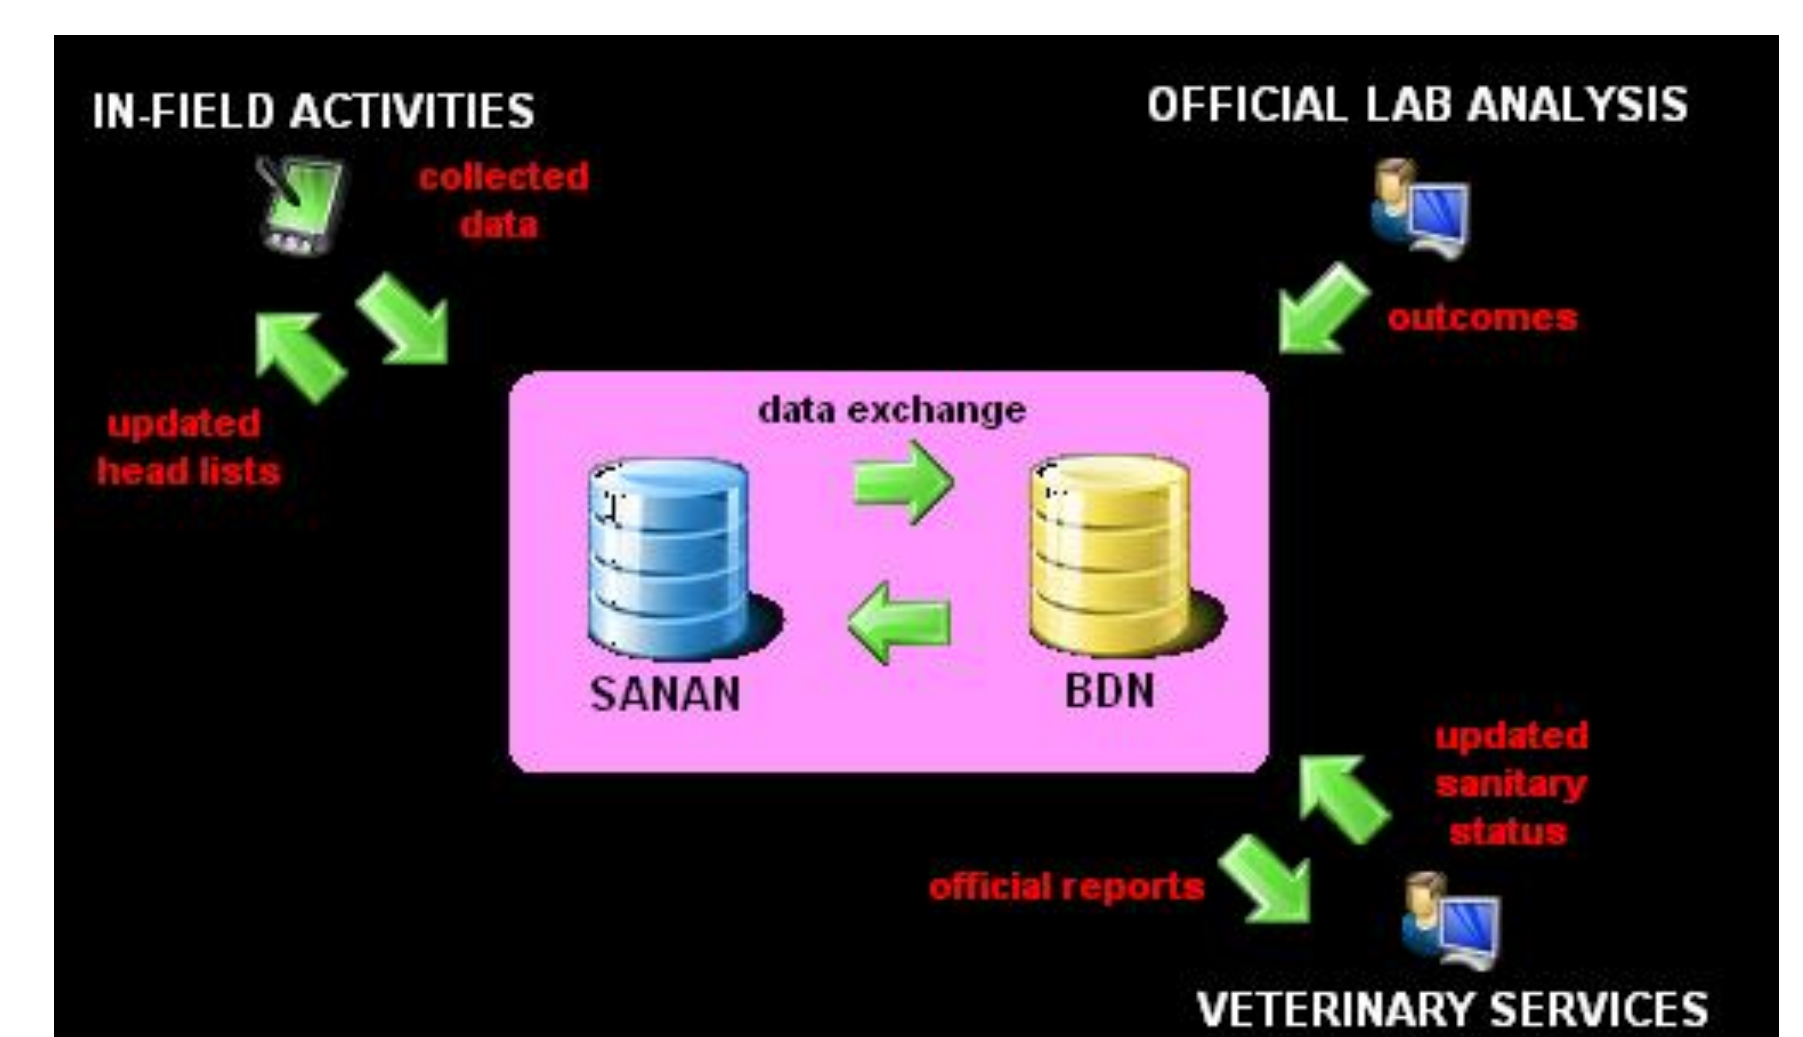 IN-FIELD ACTIVITIES
collected
data
updated
head lists
OFFICIAL LAB ANALYSIS
outcomes
data exchange
SANAN
BDN
updated
sanitary
status
official reports
VETERINARY SERVICES